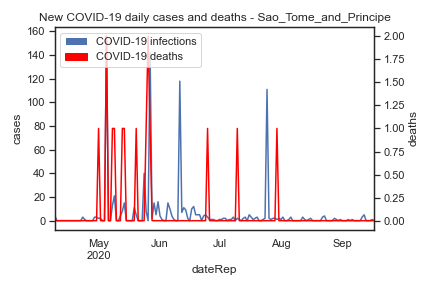 New COVID-19 daily cases and deaths - Sao_Tome_and_Principe
COVID-19 infections
COVID-19 deaths
160
140
120
100
80
60
40
20
0
cases
2.00
1.75
1.50
1.25
1.00
0.75
0.50
0.25
0.00
deaths
May
2020
Jun
Jul
Aug
Sep
dateRep